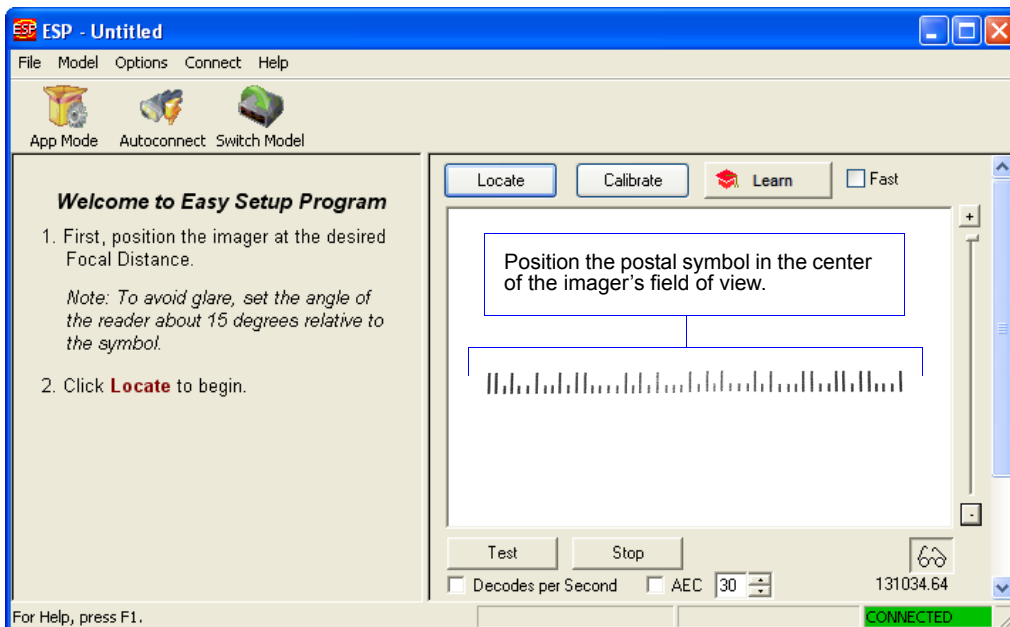 ESP - Untitled
File Model Options Connect Help
App Mode Autoconnect Switch Model
Welcome to Easy Setup Program
1. First, position the imager at the desired
Focal Distance.
Note: To avoid glare, set the angle of
the reader about 15 degrees relative to
the symbol.
2. Click Locate to begin.
Locate Calibrate Learn Fast
+
Position the postal symbol in the center
of the imager's field of view.
-
Test Stop
Decodes per Second AEC 30 131034.64
For Help, press F1. CONNECTED